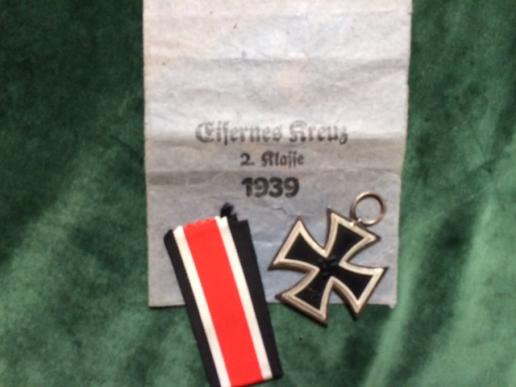 Eisernes Kreuz
2. Klasse
1939